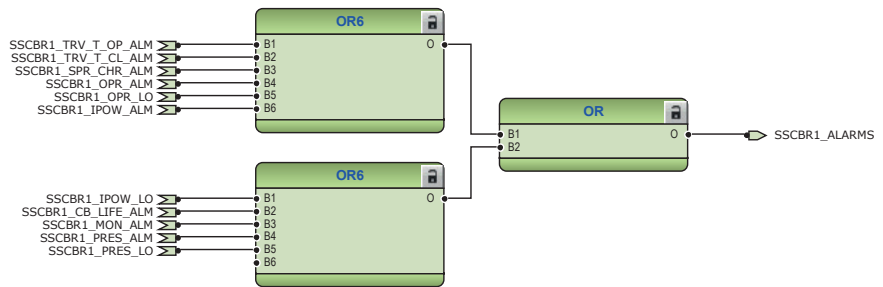 OR6
SSCBR1_TRV_T_OP_ALM B1 O
SSCBR1_TRV_T_CL_ALM B2
SSCBR1_SPR_CHR_ALM B3
SSCBR1_OPR_ALM B4
SSCBR1_OPR_LO B5
SSCBR1_IPOW_ALM B6
OR
B1 O SSCBR1_ALARMS
B2
OR6
SSCBR1_IPOW_LO B1 O
SSCBR1_CB_LIFE_ALM B2
SSCBR1_MON_ALM B3
SSCBR1_PRES_ALM B4
SSCBR1_PRES_LO B5
B6